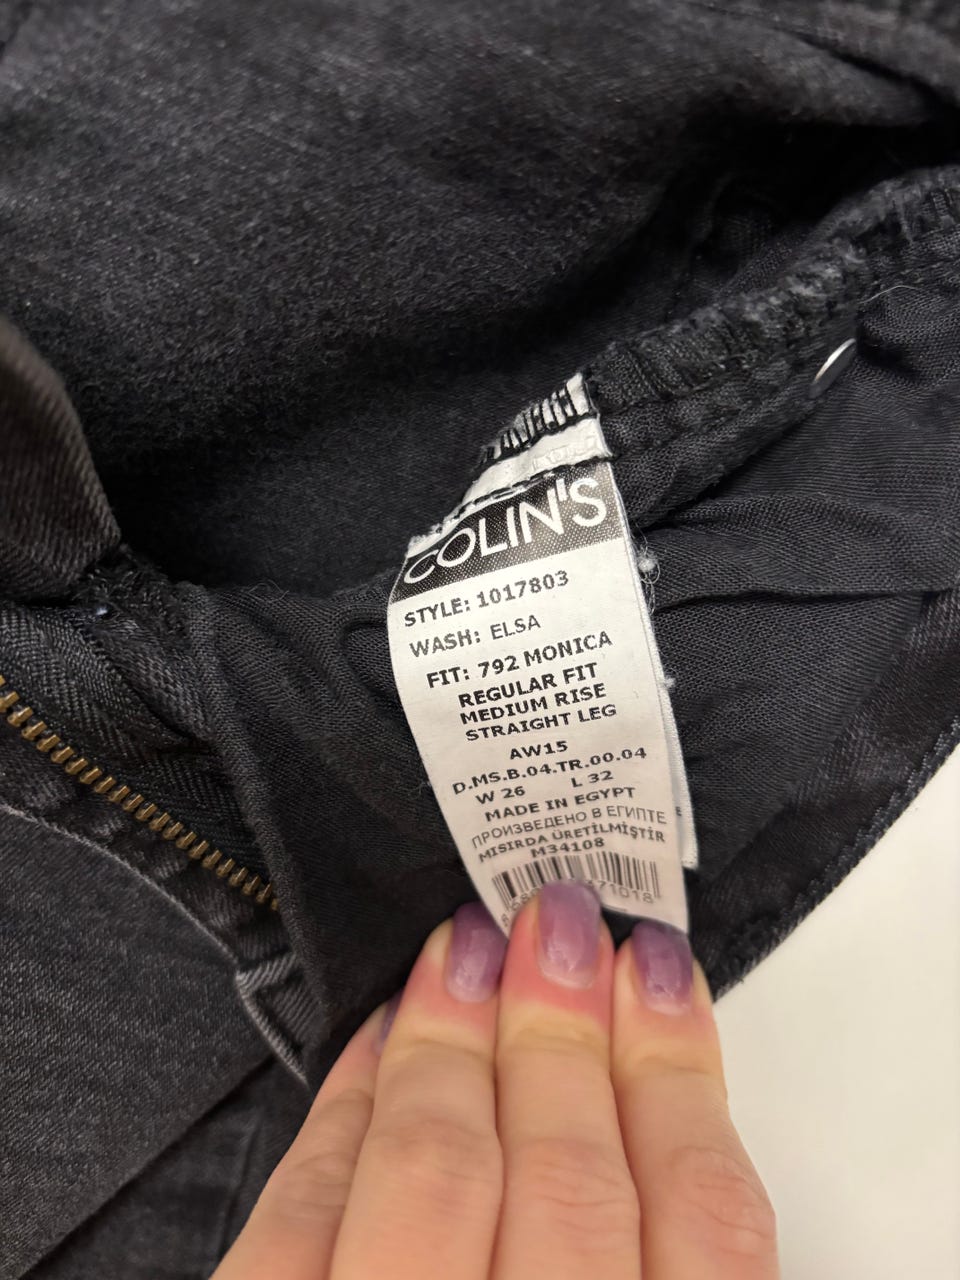 COLIN'S
STYLE: 1017803
WASH: ELSA
FIT: 792 MONICA
REGULAR FIT
MEDIUM RISE
STRAIGHT LEG
AW15
D.MS.B.04.TR.00.04
W 26 L 32
MADE IN EGYPT
ПРОИЗВЕДЕНО В ЕГИПТЕ
MISIRDA ÜRETİLMİŞTİR
M34108